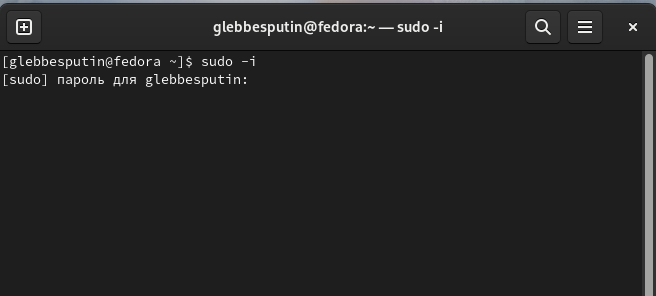 glebbesputin@fedora:~ — sudo -i
[glebbesputin@fedora ~]$ sudo -i
[sudo] пароль для glebbesputin: